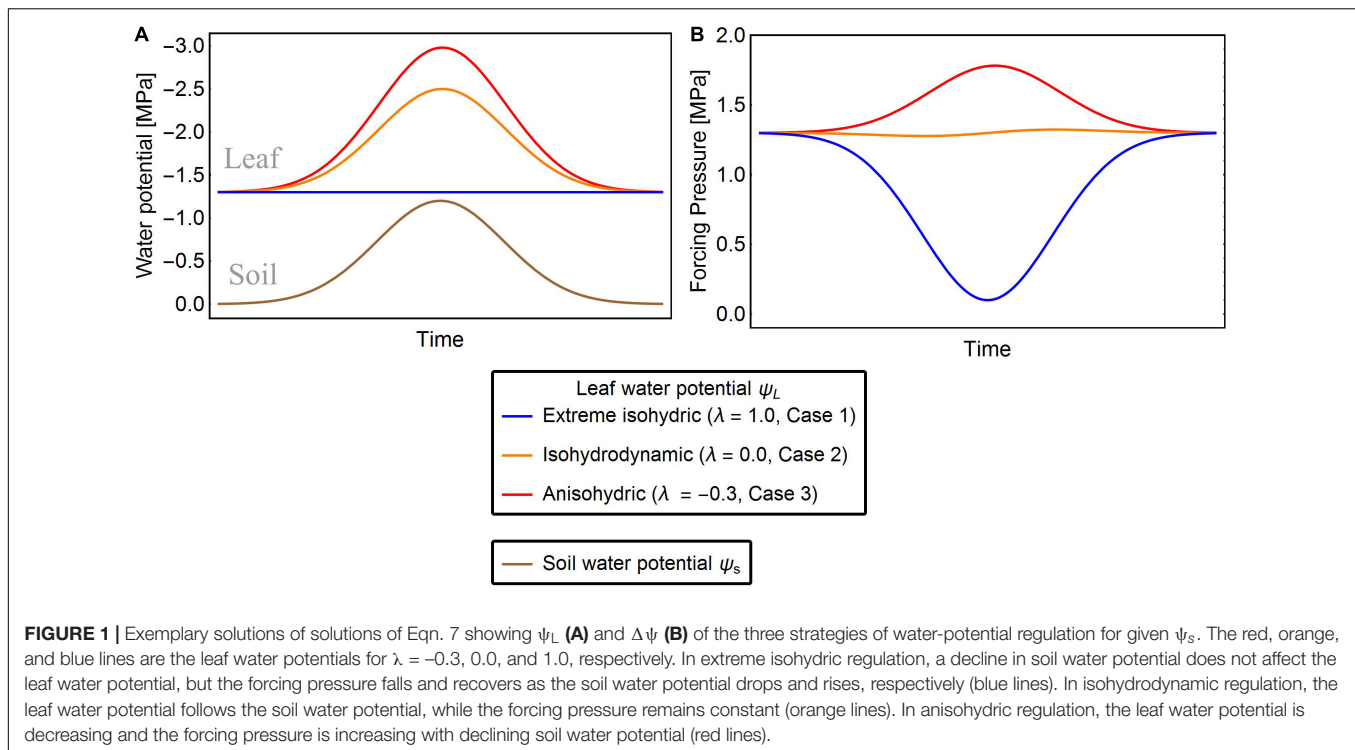 A
−3.0
−2.5
−2.0
−1.5
−1.0
−0.5
0.0
Water potential [MPa]
Leaf
Soil
Time
B
2.0
1.5
1.0
0.5
0.0
Forcing Pressure [MPa]
Time
Leaf water potential ψL
Extreme isohydric (λ = 1.0, Case 1)
Isohydrodynamic (λ = 0.0, Case 2)
Anisohydric (λ = −0.3, Case 3)
Soil water potential ψs
FIGURE 1 | Exemplary solutions of solutions of Eqn. 7 showing ψL (A) and Δψ (B) of the three strategies of water-potential regulation for given ψs. The red, orange,
and blue lines are the leaf water potentials for λ = –0.3, 0.0, and 1.0, respectively. In extreme isohydric regulation, a decline in soil water potential does not affect the
leaf water potential, but the forcing pressure falls and recovers as the soil water potential drops and rises, respectively (blue lines). In isohydrodynamic regulation, the
leaf water potential follows the soil water potential, while the forcing pressure remains constant (orange lines). In anisohydric regulation, the leaf water potential is
decreasing and the forcing pressure is increasing with declining soil water potential (red lines).